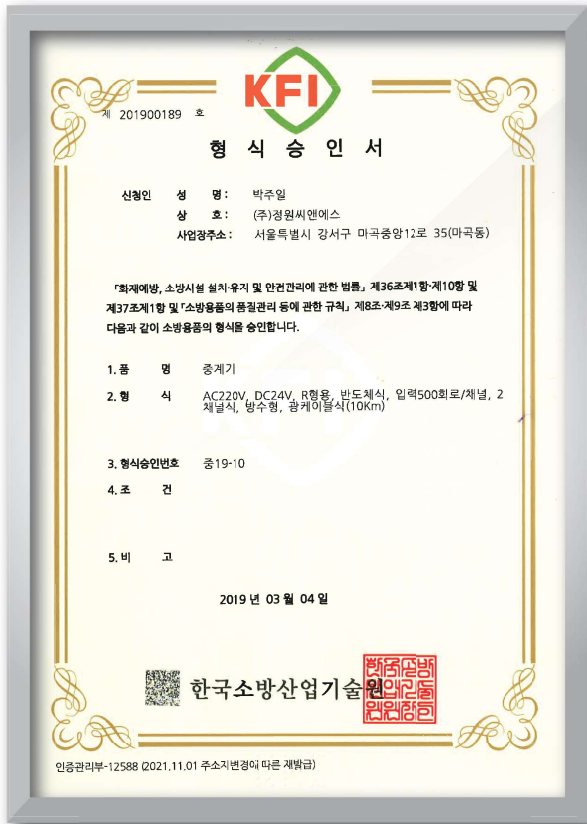 KFI
제 201900189 호
형 식 승 인 서
신청인 성 명 : 박주일
상 호 : (주)정원씨앤에스
사업장주소 : 서울특별시 강서구 마곡중앙12로 35(마곡동)
「화재예방, 소방시설 설치·유지 및 안전관리에 관한 법률」 제36조제1항·제10항 및
제37조제1항 및 「소방용품의 품질관리 등에 관한 규칙」 제8조·제9조 제3항에 따라
다음과 같이 소방용품의 형식을 승인합니다.
1. 품 명 중계기
2. 형 식 AC220V, DC24V, R형용, 반도체식, 입력500회로/채널, 2
채널식, 방수형, 광케이블식(10Km)
3. 형식승인번호 중19-10
4. 조 건
5. 비 고
2019 년 03 월 04 일
한국소방산업기술원
인증관리부-12588 (2021.11.01 주소지변경에 따른 재발급)